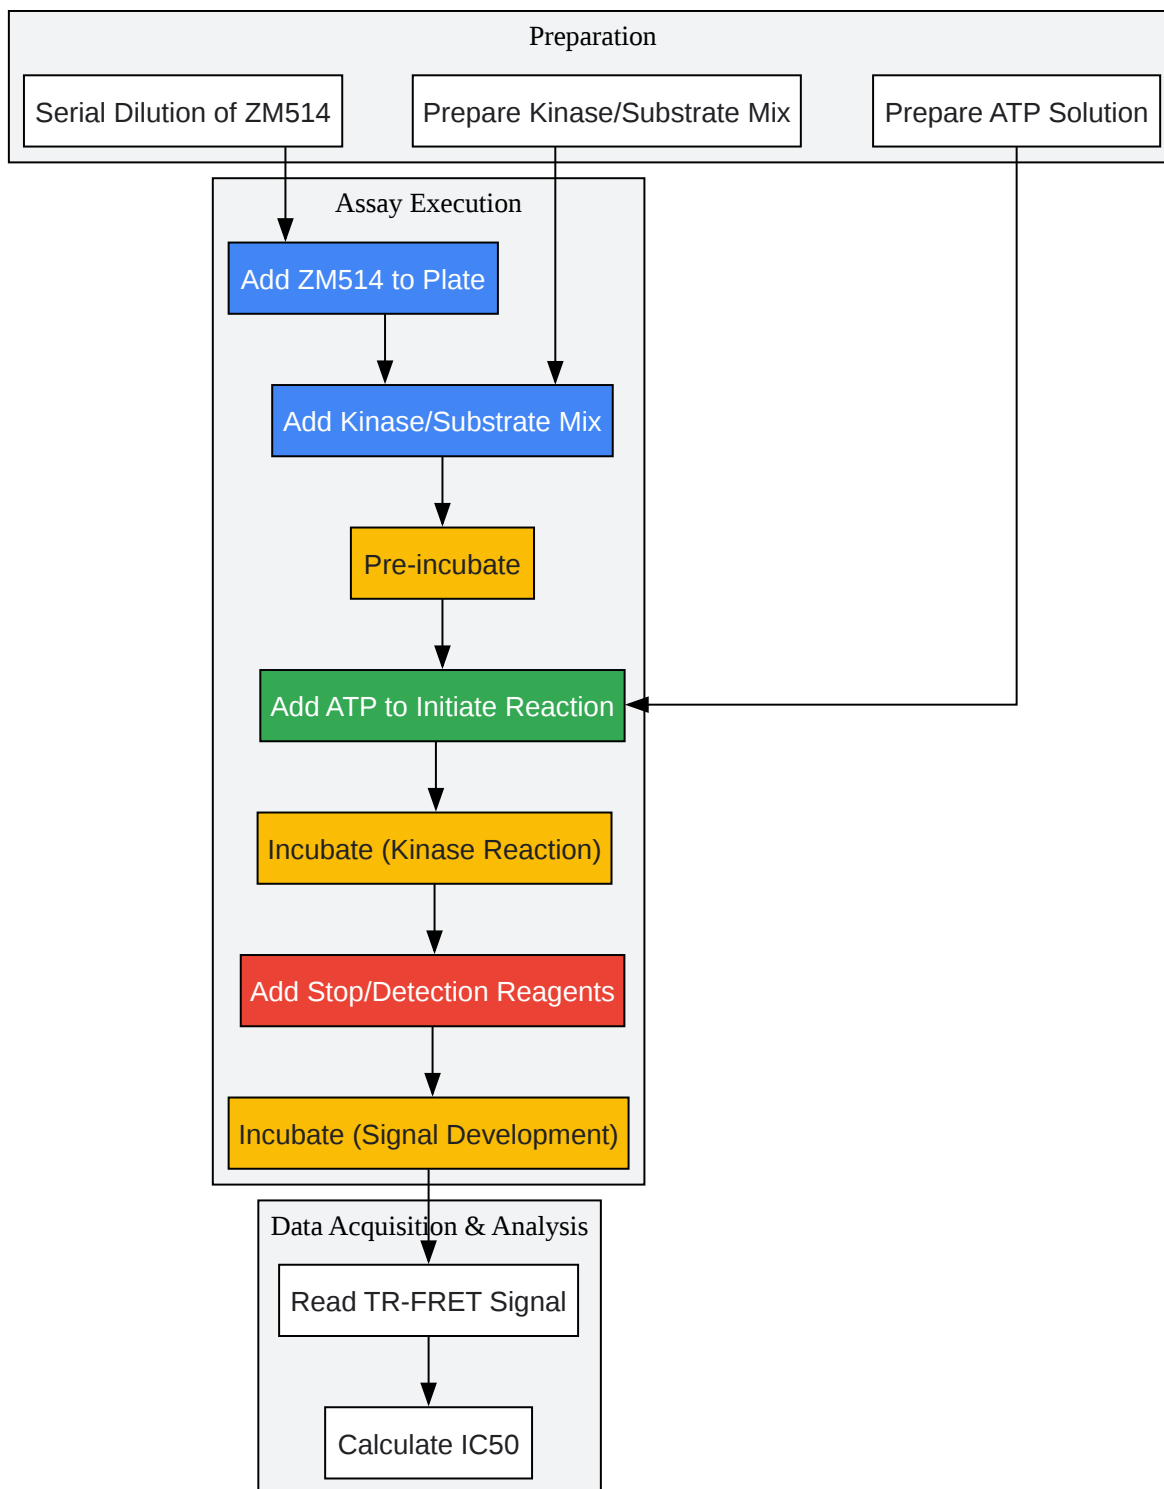 Preparation
Serial Dilution of ZM514
Prepare Kinase/Substrate Mix
Prepare ATP Solution
Assay Execution
Add ZM514 to Plate
Add Kinase/Substrate Mix
Pre-incubate
Add ATP to Initiate Reaction
Incubate (Kinase Reaction)
Add Stop/Detection Reagents
Incubate (Signal Development)
Data Acquisition & Analysis
Read TR-FRET Signal
Calculate IC50